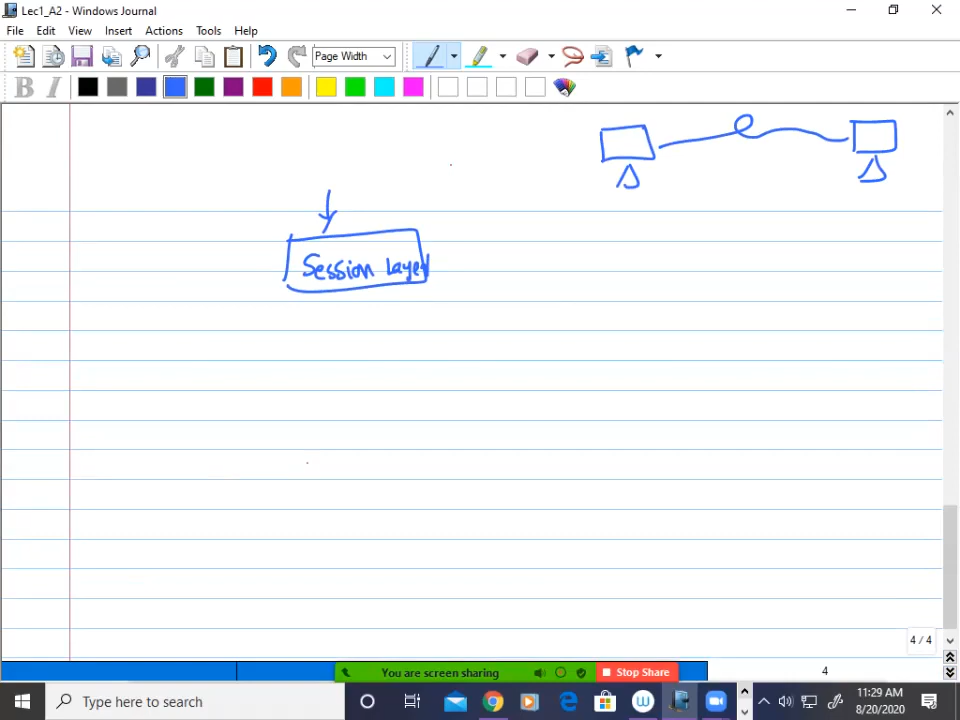 Lec1_A2 - Windows Journal
File Edit View Insert Actions Tools Help
Page Width
B I
Session Layer
4 / 4
You are screen sharing Stop Share 4
Type here to search
11:29 AM
8/20/2020